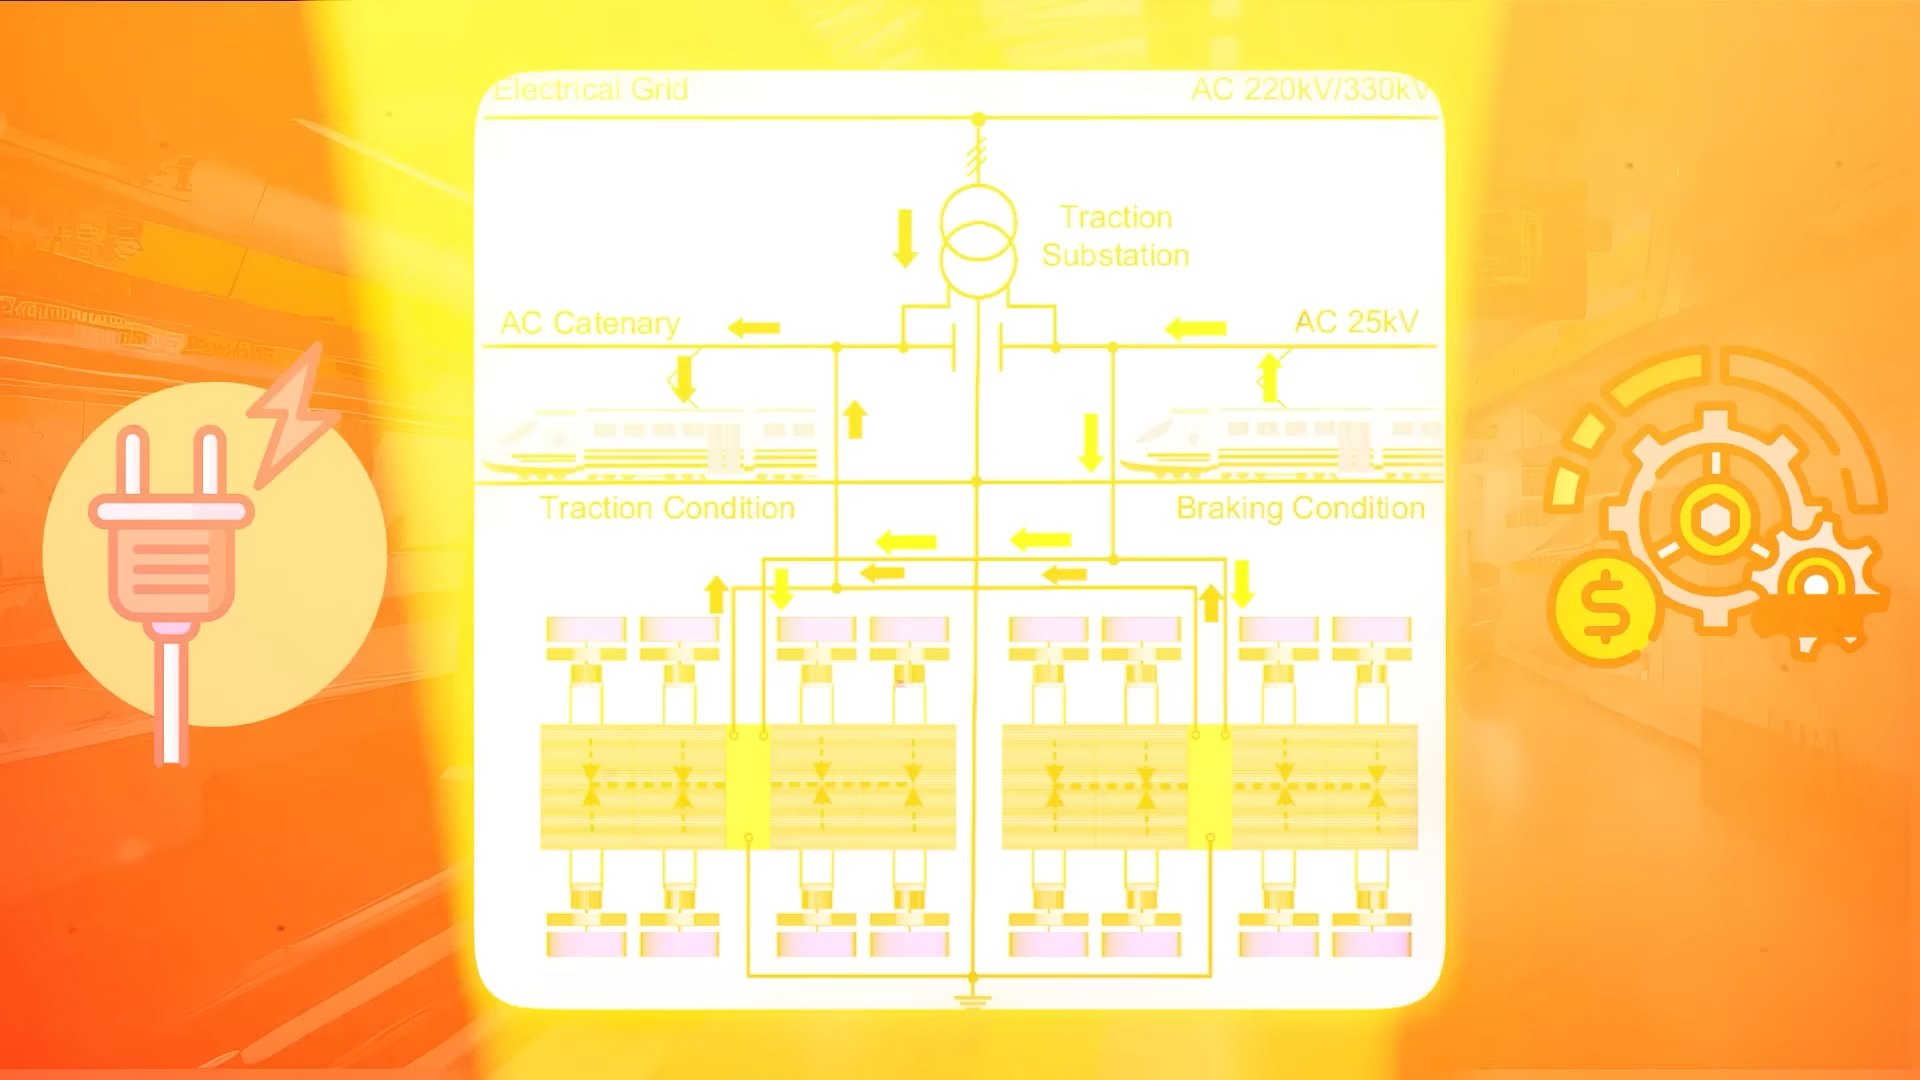 Electrical Grid
AC 220kV/330kV
Traction
Substation
AC Catenary
AC 25kV
Traction Condition
Braking Condition
$